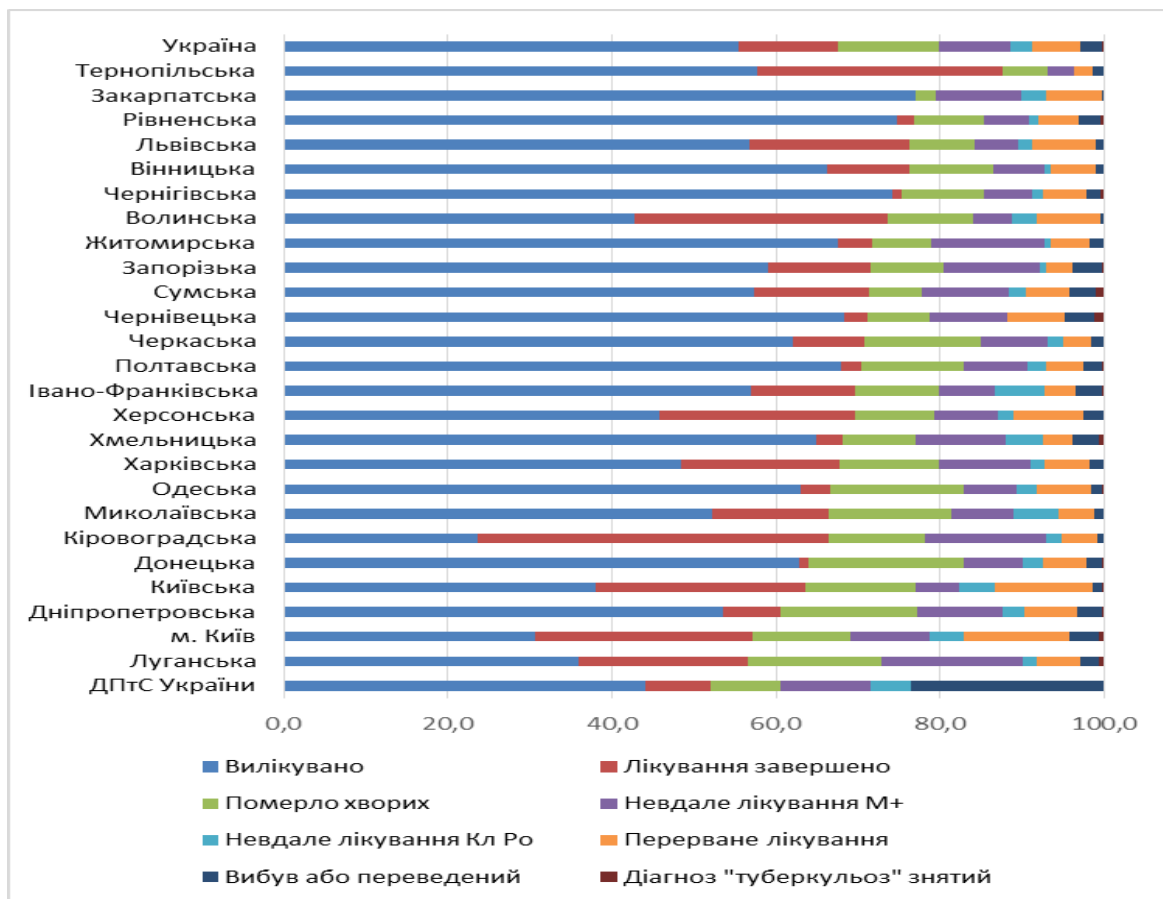 Україна
Тернопільська
Закарпатська
Рівненська
Львівська
Вінницька
Чернігівська
Волинська
Житомирська
Запорізька
Сумська
Чернівецька
Черкаська
Полтавська
Івано-Франківська
Херсонська
Хмельницька
Харківська
Одеська
Миколаївська
Кіровоградська
Донецька
Київська
Дніпропетровська
м. Київ
Луганська
ДПтС України
0,0 20,0 40,0 60,0 80,0 100,0
Вилікувано Лікування завершено
Померло хворих Невдале лікування М+
Невдале лікування Кл Ро Перерване лікування
Вибув або переведений Діагноз "туберкульоз" знятий